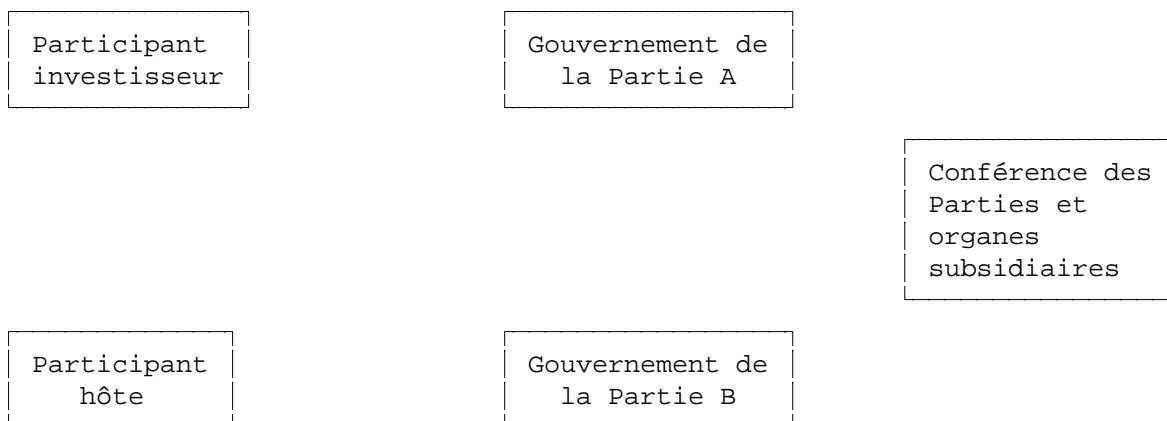 Participant
investisseur
Gouvernement de
la Partie A
Conférence des
Parties et
organes
subsidiaires
Participant
hôte
Gouvernement de
la Partie B